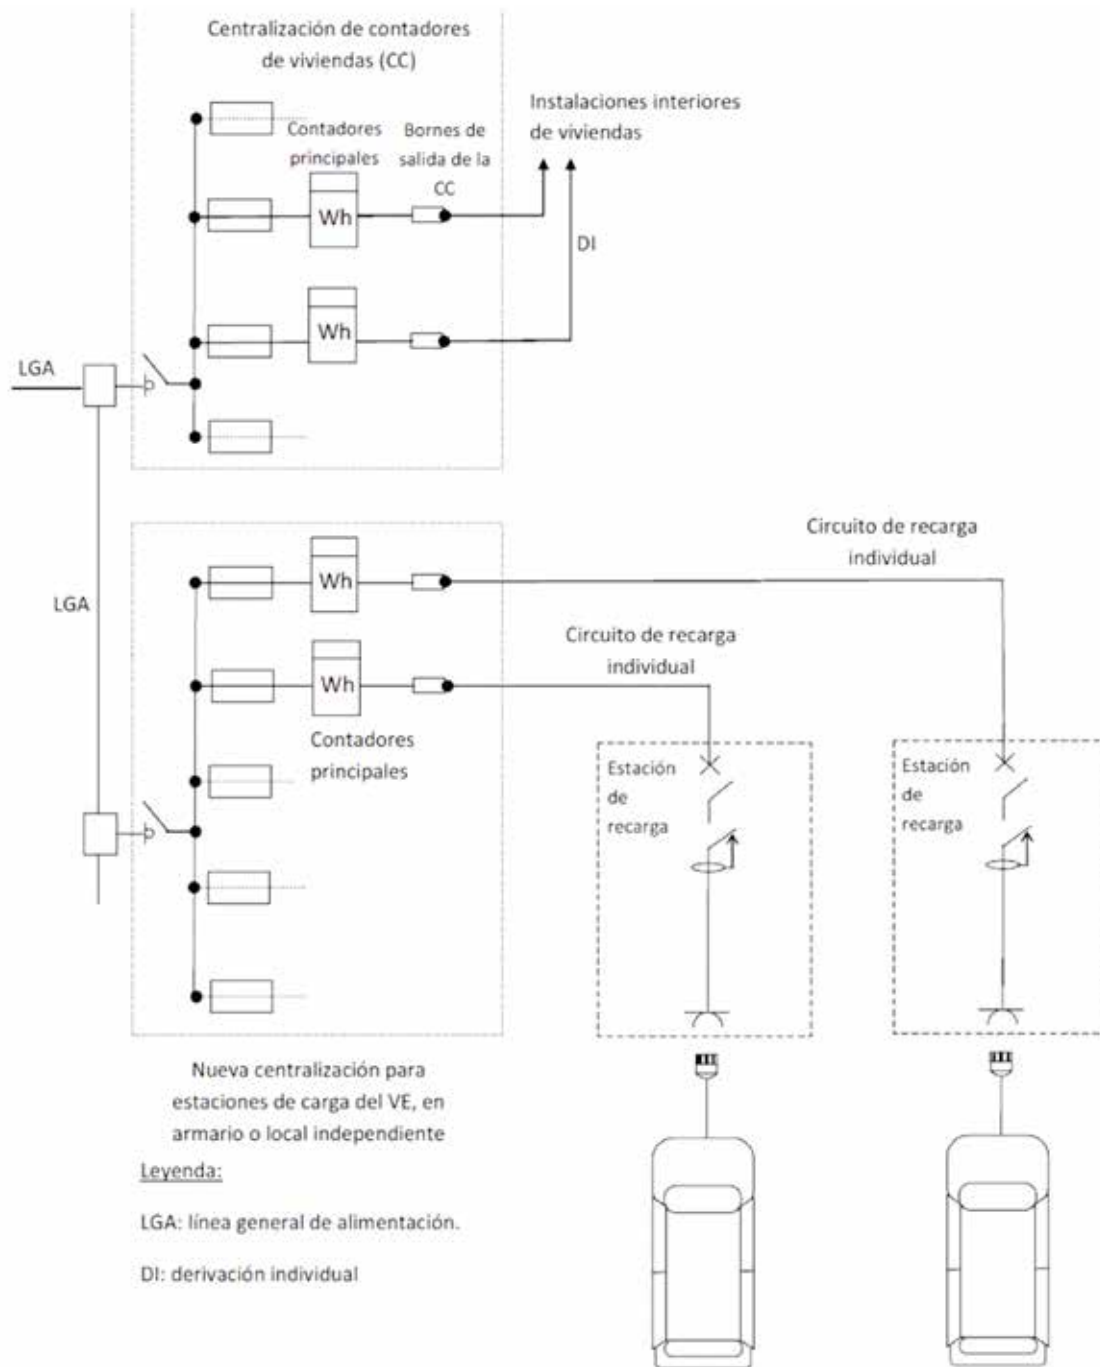 Centralización de contadores
de viviendas (CC)
Instalaciones interiores
de viviendas
Contadores
principales
Bornes de
salida de la
CC
Wh
DI
Wh
LGA
Circuito de recarga
individual
Wh
LGA
Circuito de recarga
individual
Wh
Contadores
principales
Estación
de
recarga
Estación
de
recarga
Nueva centralización para
estaciones de carga del VE, en
armario o local independiente
Leyenda:
LGA: línea general de alimentación.
DI: derivación individual